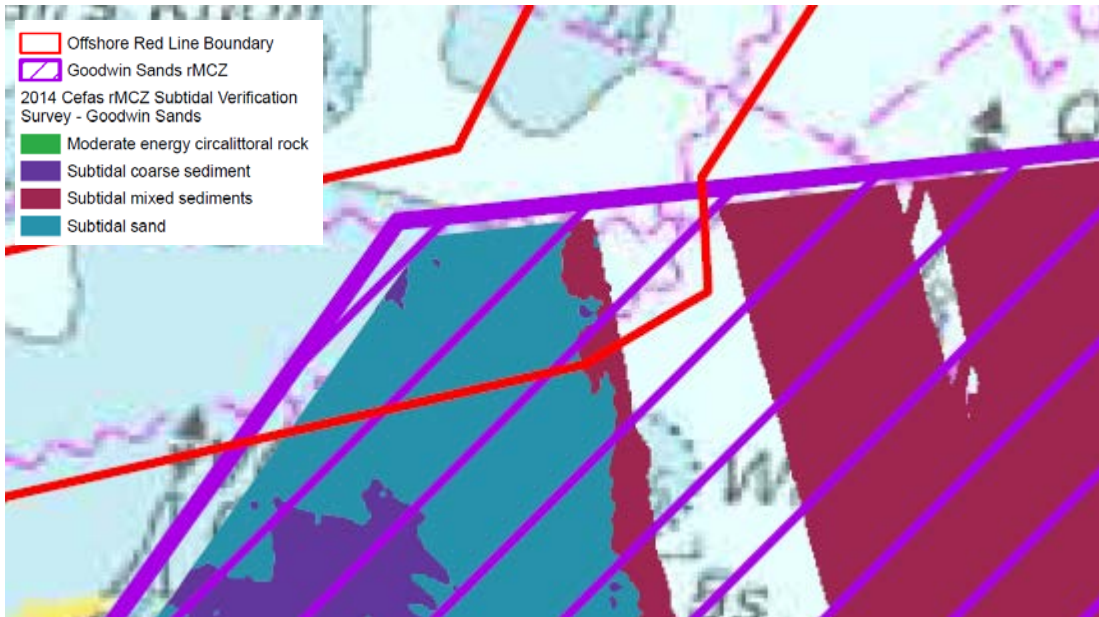 Offshore Red Line Boundary
Goodwin Sands rMCZ
2014 Cefas rMCZ Subtidal Verification
Survey - Goodwin Sands
Moderate energy circalittoral rock
Subtidal coarse sediment
Subtidal mixed sediments
Subtidal sand